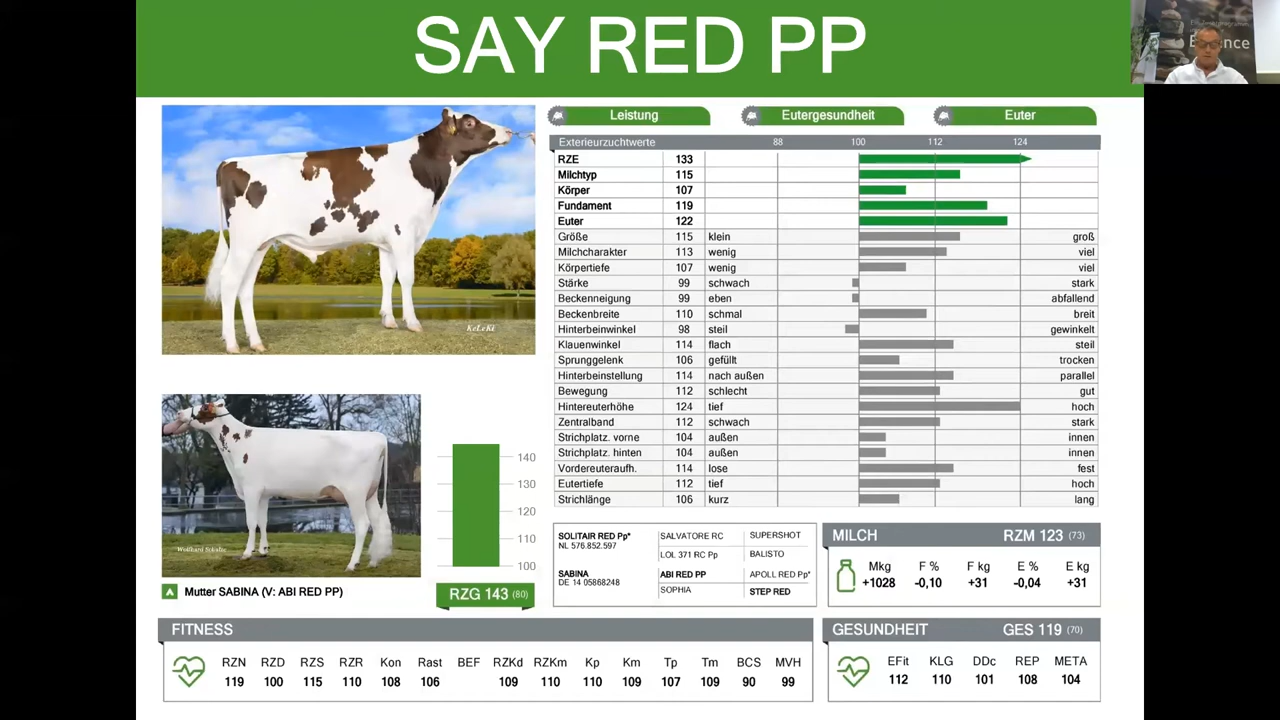 SAY RED PP
Leistung
Eutergesundheit
Euter
Exterieurzuchtwerte 88 100 112 124
RZE 133
Milchtyp 115
Körper 107
Fundament 119
Euter 122
Größe 115 klein groß
Milchcharakter 113 wenig viel
Körpertiefe 107 wenig viel
Stärke 99 schwach stark
Beckenneigung 99 eben abfallend
Beckenbreite 110 schmal breit
Hinterbeinwinkel 98 steil gewinkelt
Klauenwinkel 114 flach steil
Sprunggelenk 106 gefüllt trocken
Hinterbeinstellung 114 nach außen parallel
Bewegung 112 schlecht gut
Hintereuterhöhe 124 tief hoch
Zentralband 112 schwach stark
Strichplatz. vorne 104 außen innen
Strichplatz. hinten 104 außen innen
Vordereuteraufh. 114 lose fest
Eutertiefe 112 tief hoch
Strichlänge 106 kurz lang
KeLeKi
Wolfhard Schulze
Mutter SABINA (V: ABI RED PP)
140
130
120
110
100
RZG 143 (80)
SOLITAIR RED Pp* SALVATORE RC SUPERSHOT
NL 576.852.597
LOL 371 RC Pp BALISTO
SABINA ABI RED PP APOLL RED Pp*
DE 14 05868248
SOPHIA STEP RED
MILCH RZM 123 (73)
Mkg F % F kg E % E kg
+1028 -0,10 +31 -0,04 +31
FITNESS
RZN RZD RZS RZR Kon Rast BEF RZKd RZKm Kp Km Tp Tm BCS MVH
119 100 115 110 108 106 109 110 110 109 107 109 90 99
GESUNDHEIT GES 119 (70)
EFit KLG DDc REP META
112 110 101 108 104